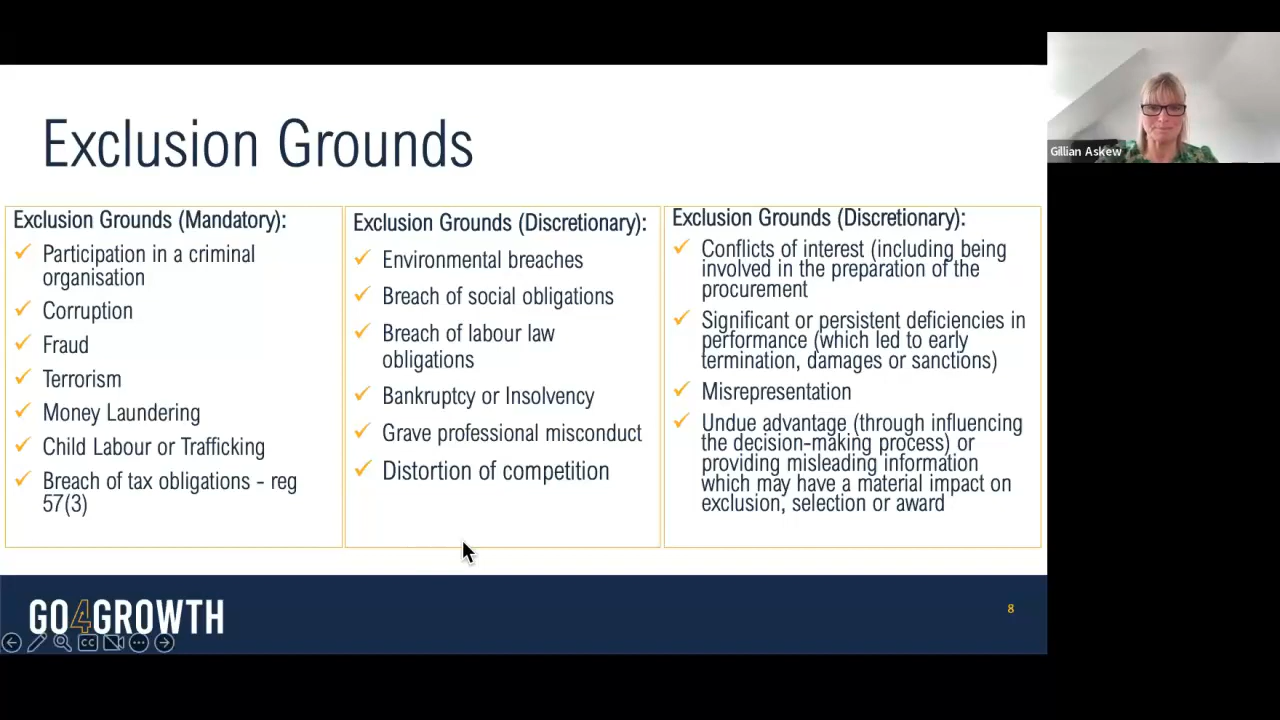 Exclusion Grounds
Exclusion Grounds (Mandatory):
Participation in a criminal
organisation
Corruption
Fraud
Terrorism
Money Laundering
Child Labour or Trafficking
Breach of tax obligations - reg
57(3)
Exclusion Grounds (Discretionary):
Environmental breaches
Breach of social obligations
Breach of labour law
obligations
Bankruptcy or Insolvency
Grave professional misconduct
Distortion of competition
Exclusion Grounds (Discretionary):
Conflicts of interest (including being
involved in the preparation of the
procurement
Significant or persistent deficiencies in
performance (which led to early
termination, damages or sanctions)
Misrepresentation
Undue advantage (through influencing
the decision-making process) or
providing misleading information
which may have a material impact on
exclusion, selection or award
GO4GROWTH
CC
8
Gillian Askew